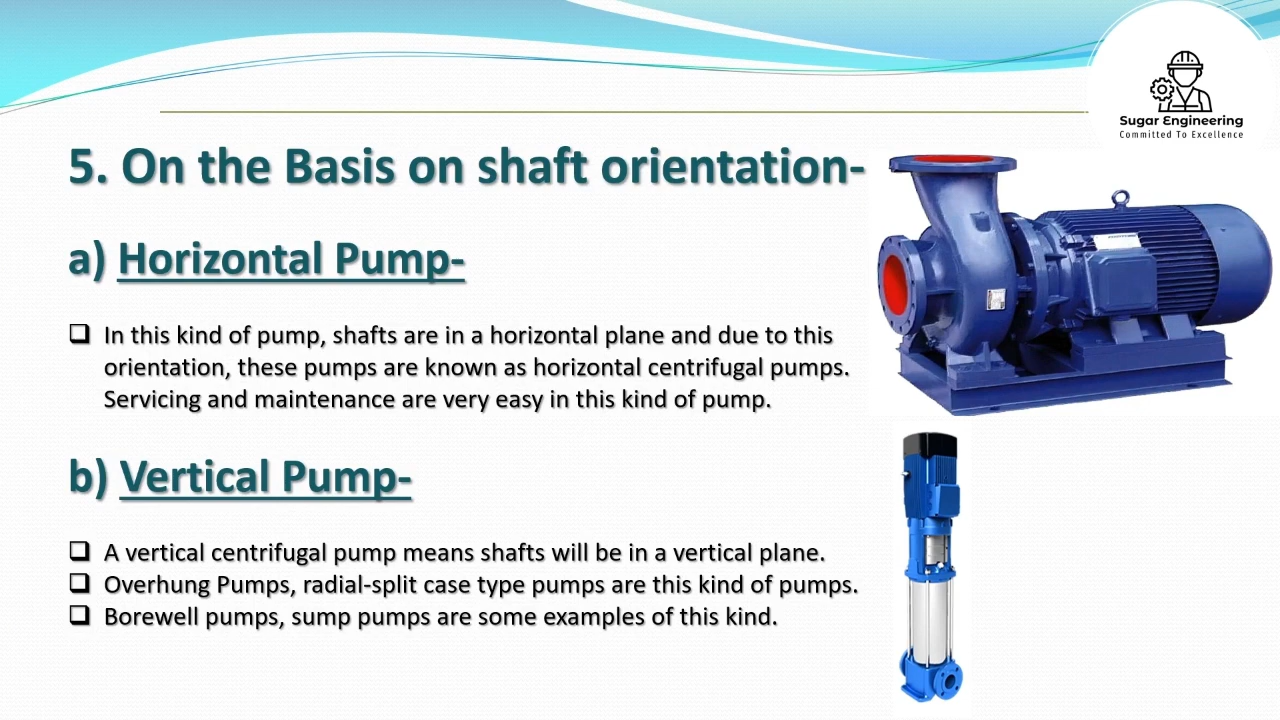 Sugar Engineering
Committed To Excellence
5. On the Basis on shaft orientation-
a) Horizontal Pump-
❑ In this kind of pump, shafts are in a horizontal plane and due to this
orientation, these pumps are known as horizontal centrifugal pumps.
Servicing and maintenance are very easy in this kind of pump.
b) Vertical Pump-
❑ A vertical centrifugal pump means shafts will be in a vertical plane.
❑ Overhung Pumps, radial-split case type pumps are this kind of pumps.
❑ Borewell pumps, sump pumps are some examples of this kind.